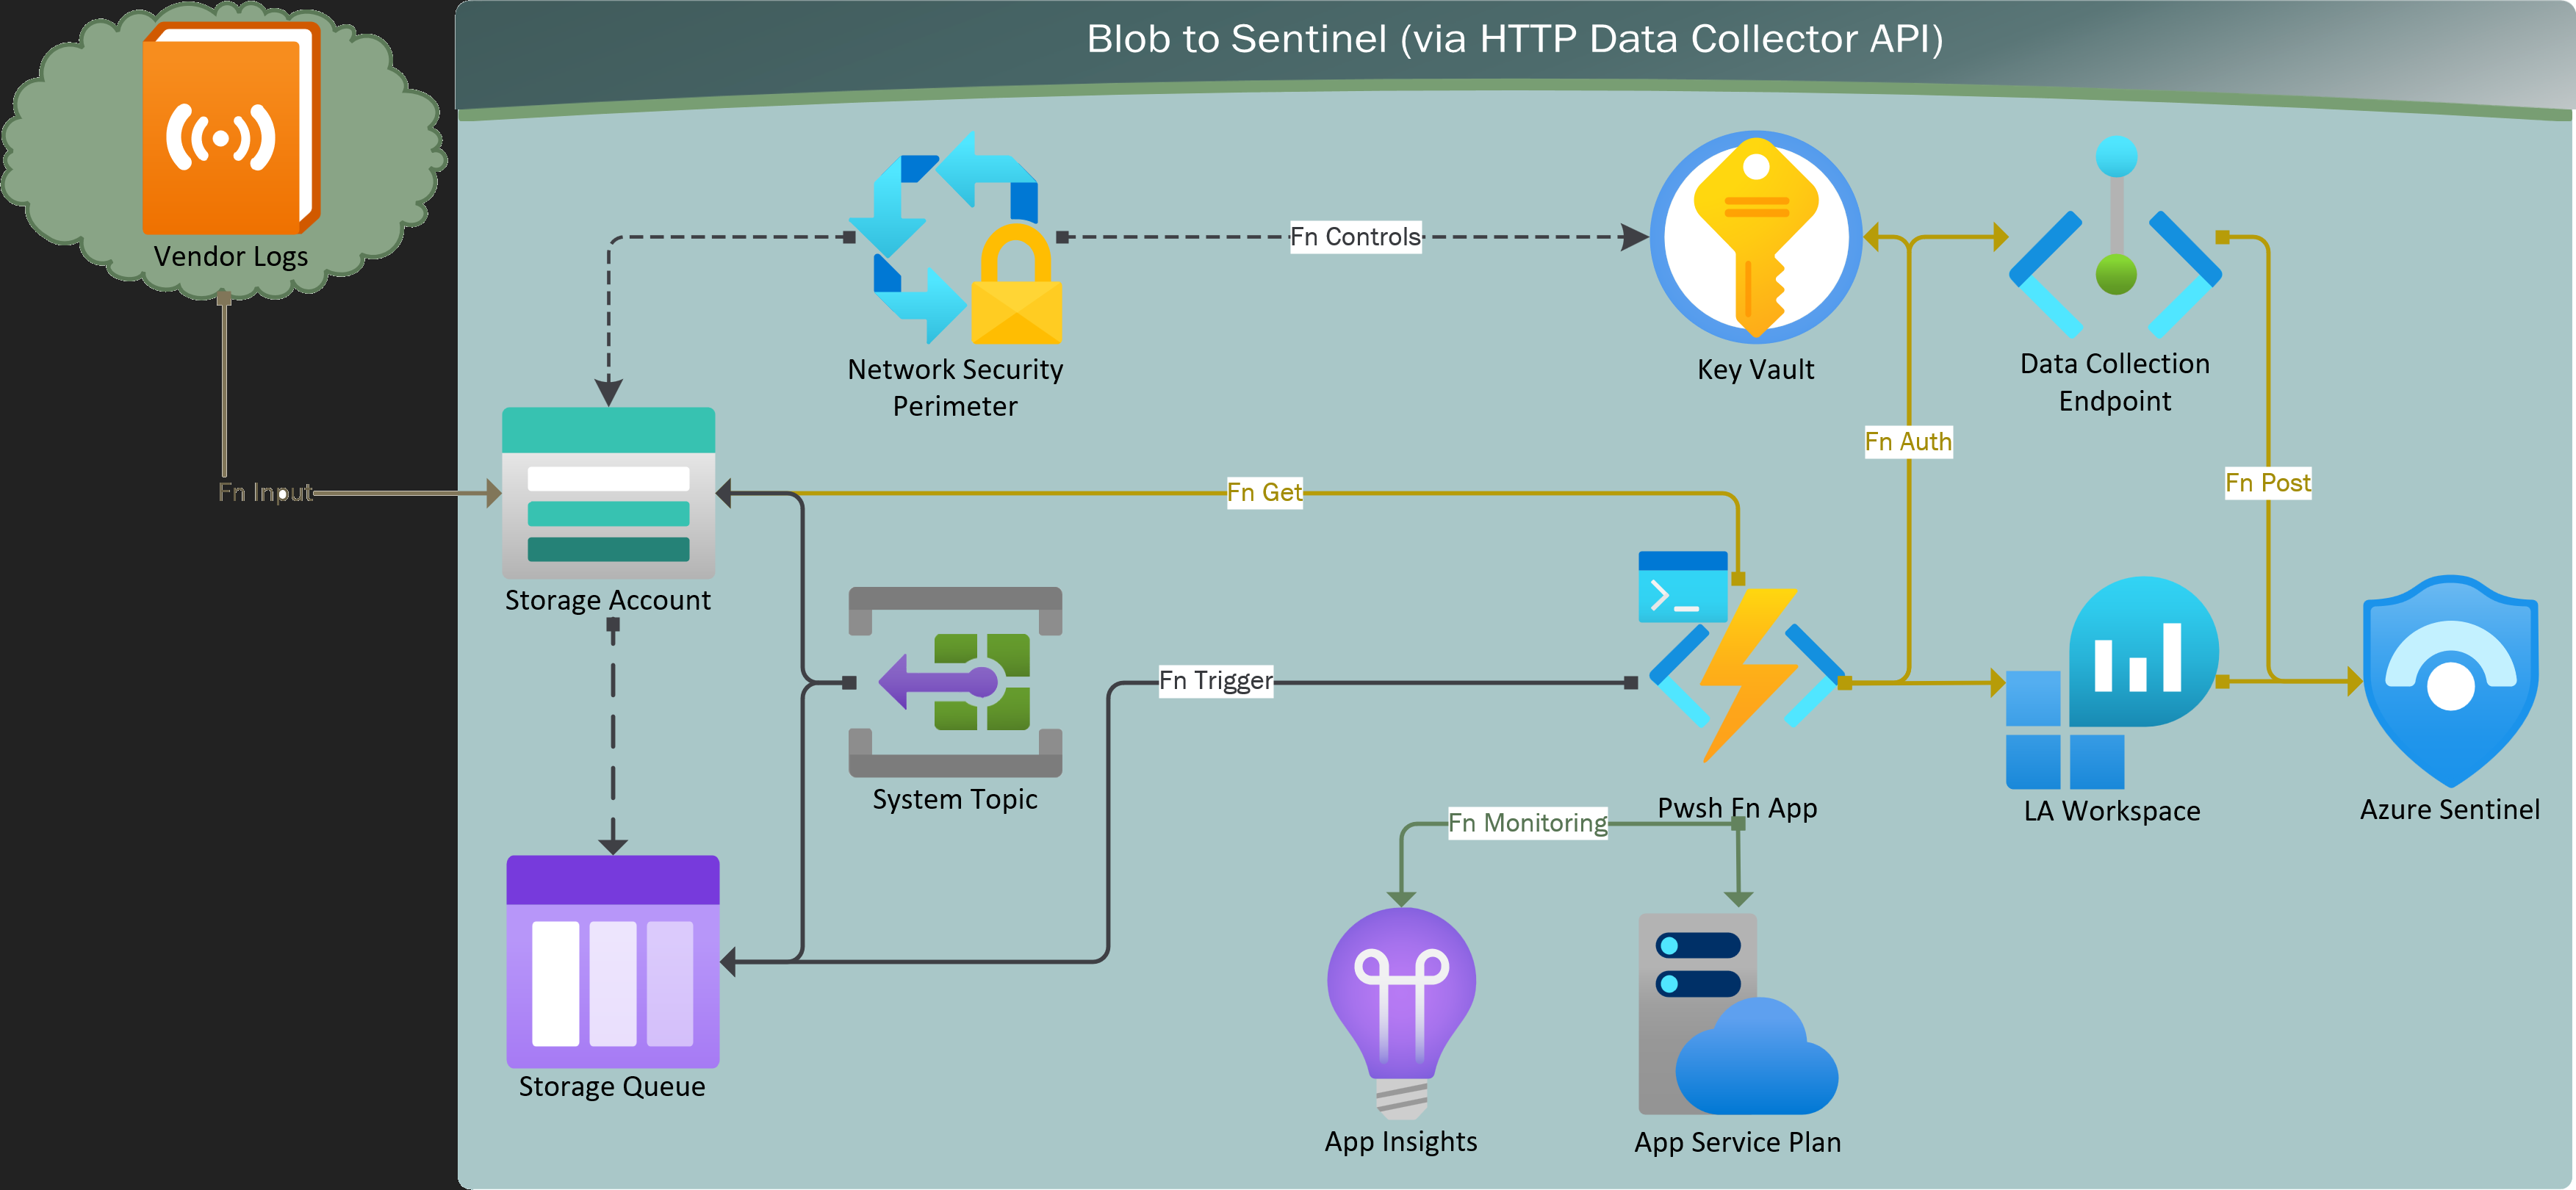 Blob to Sentinel (via HTTP Data Collector API)
Vendor Logs
Fn Controls
Network Security
Perimeter
Key Vault
Data Collection
Endpoint
Fn Auth
Fn Input
Fn Get
Fn Post
Storage Account
Fn Trigger
System Topic
Pwsh Fn App
LA Workspace
Azure Sentinel
Fn Monitoring
Storage Queue
App Insights
App Service Plan